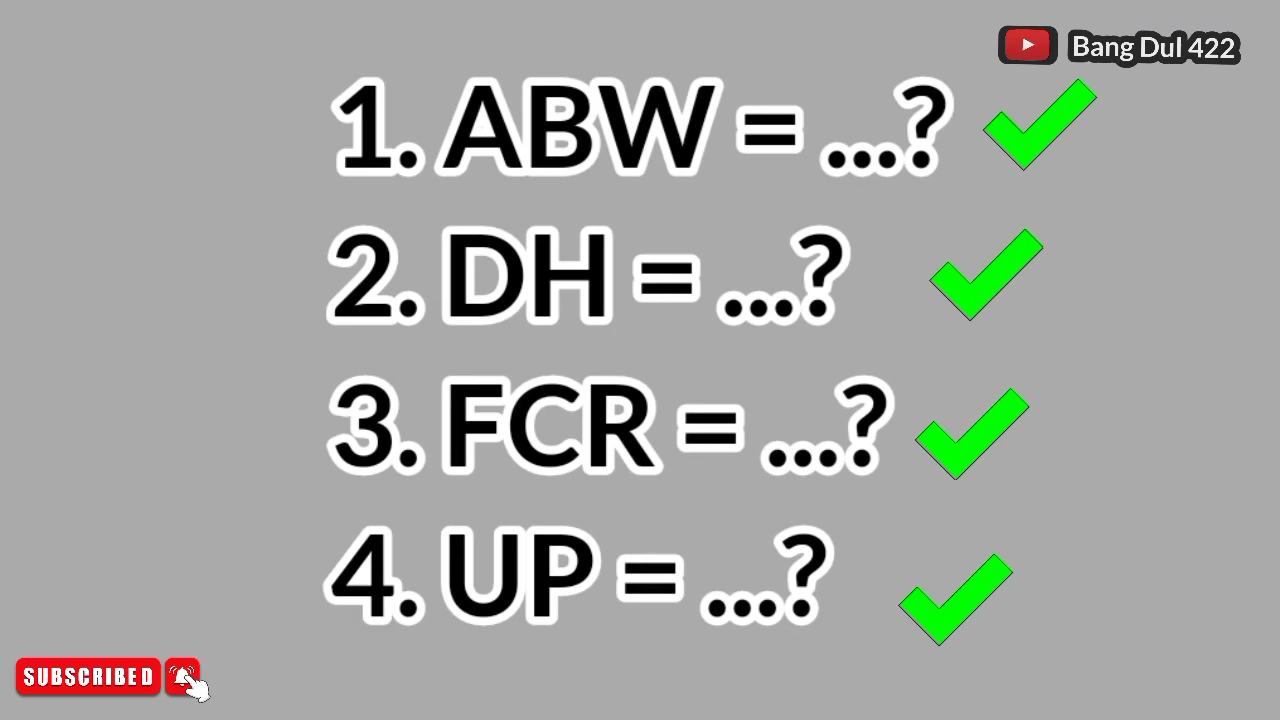 Bang Dul 422
1. ABW = ...?
2. DH = ...?
3. FCR = ...?
4. UP = ...?
SUBSCRIBED